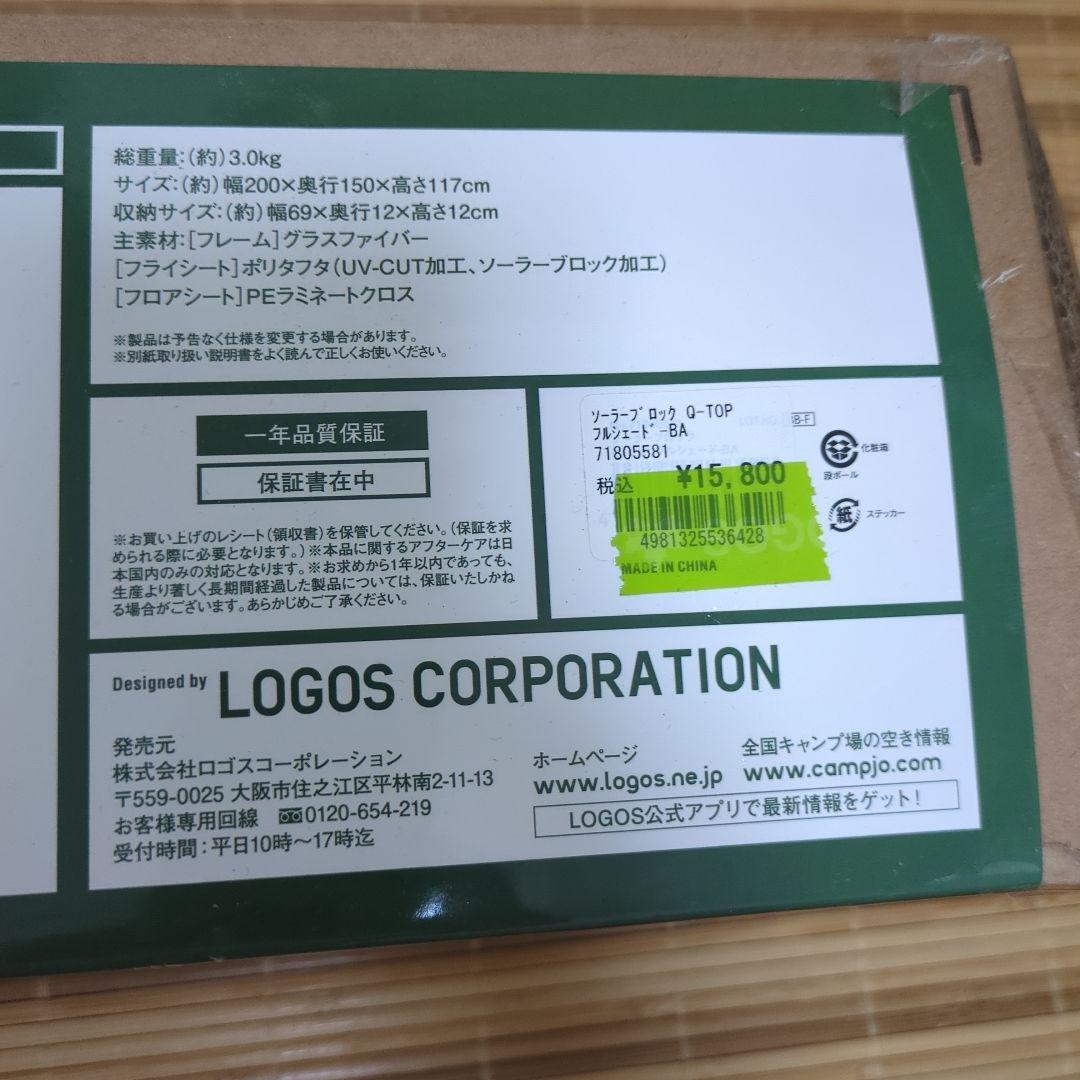 総重量:(約)3.0kg
サイズ:(約)幅200×奥行150×高さ117cm
収納サイズ:(約)幅69×奥行12×高さ12cm
主素材:[フレーム]グラスファイバー
[フライシート]ポリタフタ(UV-CUT加工、ソーラーブロック加工)
[フロアシート]PEラミネートクロス
※製品は予告なく仕様を変更する場合があります。
※別紙取り扱い説明書をよく読んで正しくお使いください。
一年品質保証
保証書在中
※お買い上げのレシート(領収書)を保管してください。(保証を求
められる際に必要となります。)※本品に関するアフターケアは日
本国内のみの対応となります。※お求めから1年以内であっても、
生産より著しく長期間経過した製品については、保証いたしかね
る場合がございます。あらかじめご了承ください。
ソーラーブロック Q-TOP
フルシェード-BA
71805581
税込 ¥15,800
4981325536428
MADE IN CHINA
化粧箱
段ボール
紙 ステッカー
Designed by LOGOS CORPORATION
発売元
株式会社ロゴスコーポレーション
〒559-0025 大阪市住之江区平林南2-11-13
お客様専用回線 0120-654-219
受付時間:平日10時〜17時迄
ホームページ
www.logos.ne.jp
全国キャンプ場の空き情報
www.campjo.com
LOGOS公式アプリで最新情報をゲット!